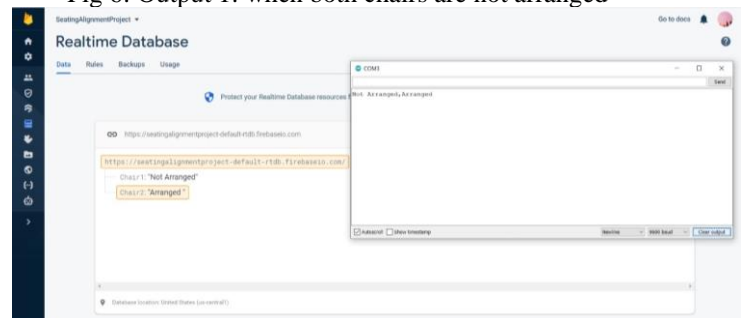 Fig 6. Output 1: when both chairs are not arranged
SeatingAlignmentProject
Go to docs
Realtime Database
Data Rules Backups Usage
Protect your Realtime Database resources
https://seatingalignmentproject-default-rtdb.firebaseio.com
https://seatingalignmentproject-default-rtdb.firebaseio.com/
Chair1: "Not Arranged"
Chair2: "Arranged "
Database location: United States (us-central1)
COM1
Send
Not Arranged,Arranged
Autoscroll Show timestamp
Newline
9600 baud
Clear output